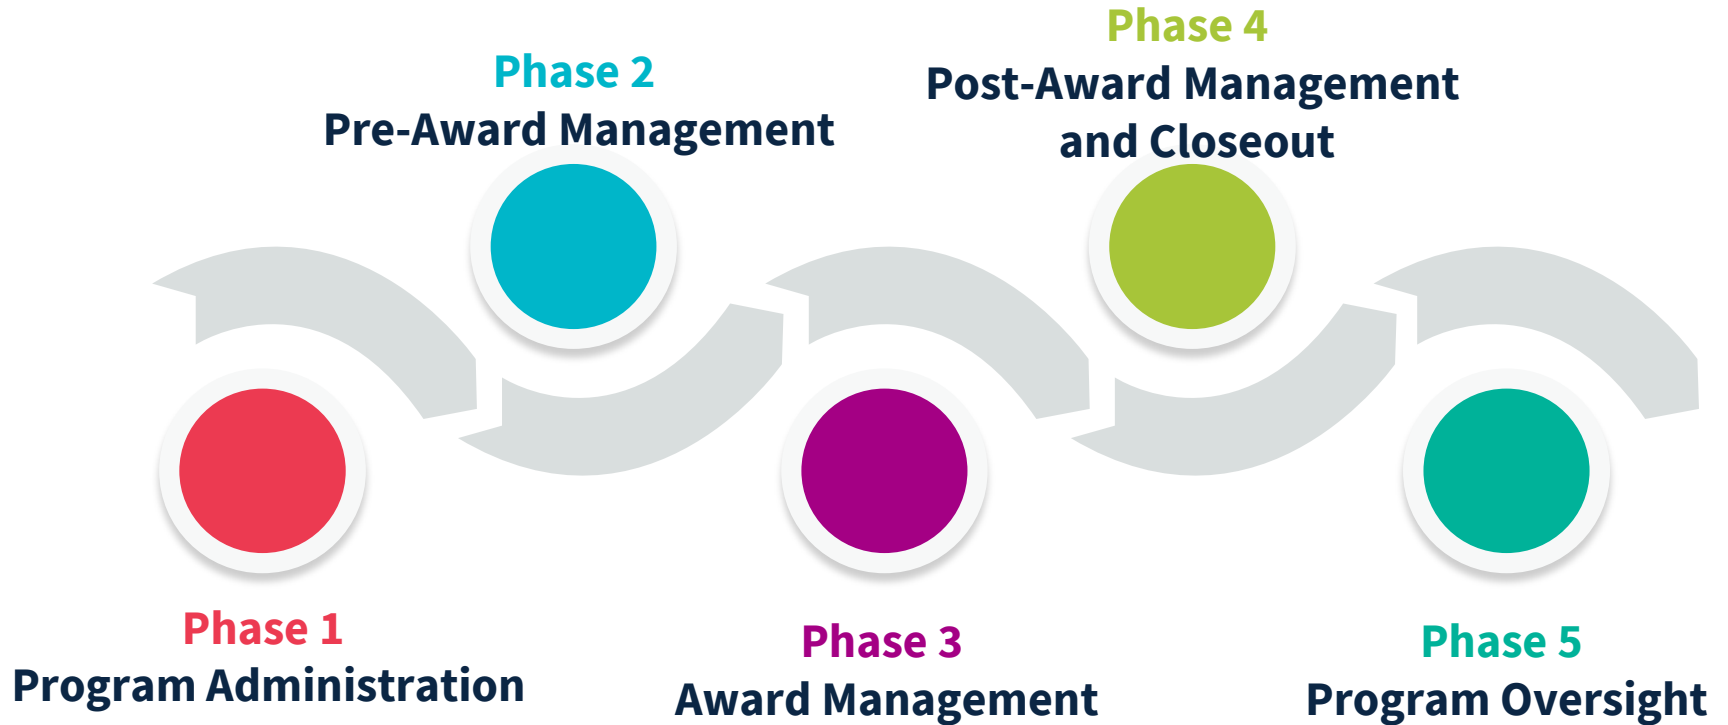 Phase 1
Program Administration
Phase 2
Pre-Award Management
Phase 3
Award Management
Phase 4
Post-Award Management
and Closeout
Phase 5
Program Oversight